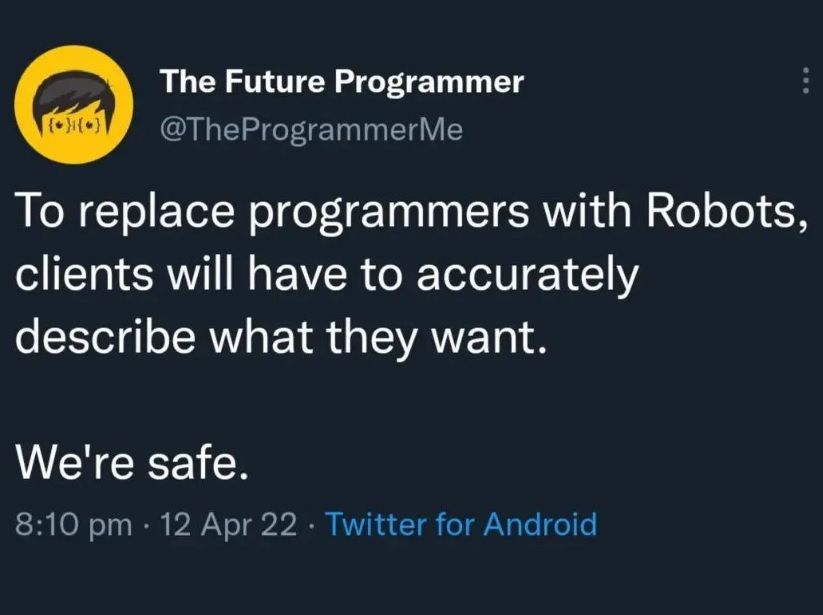 The Future Programmer
@TheProgrammerMe
To replace programmers with Robots,
clients will have to accurately
describe what they want.
We're safe.
8:10 pm · 12 Apr 22 · Twitter for Android